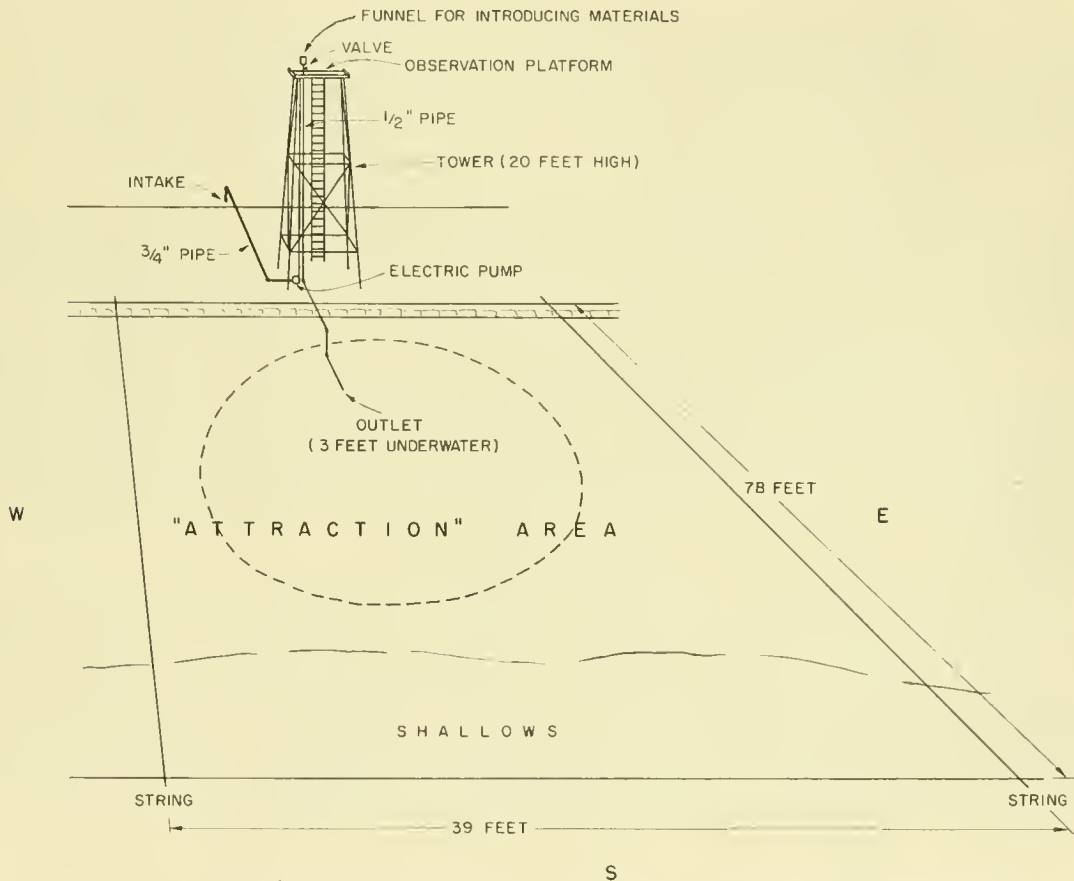 FUNNEL FOR INTRODUCING MATERIALS
VALVE
OBSERVATION PLATFORM
1/2" PIPE
TOWER (20 FEET HIGH)
INTAKE
3/4" PIPE
ELECTRIC PUMP
OUTLET
(3 FEET UNDERWATER)
78 FEET
W
E
"ATTRACTION" AREA
SHALLOWS
STRING
STRING
39 FEET
S